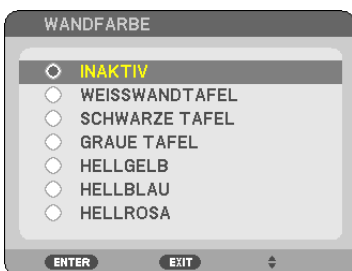 WANDFARBE
INAKTIV
WEISSWANDTAFEL
SCHWARZE TAFEL
GRAUE TAFEL
HELLGELB
HELLBLAU
HELLROSA
ENTER EXIT